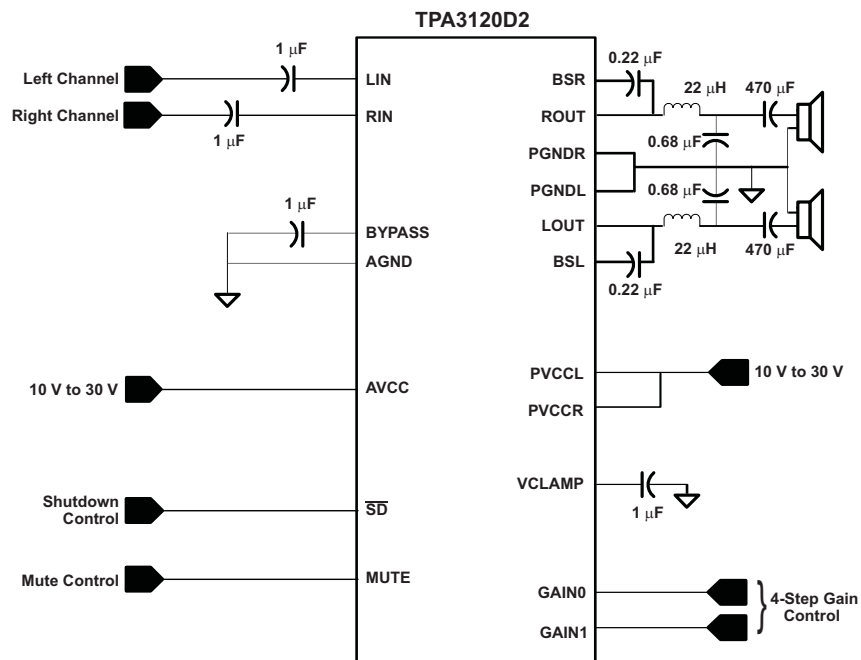 TPA3120D2
1 μF
Left Channel
LIN
Right Channel
RIN
1 μF
1 μF
BYPASS
AGND
10 V to 30 V
AVCC
Shutdown
Control
SD
Mute Control
MUTE
0.22 μF
BSR
22 μH
470 μF
ROUT
0.68 μF
PGNDR
PGNDL
0.68 μF
LOUT
22 μH
470 μF
BSL
0.22 μF
PVCCL
10 V to 30 V
PVCCR
VCLAMP
1 μF
GAIN0
4-Step Gain
Control
GAIN1